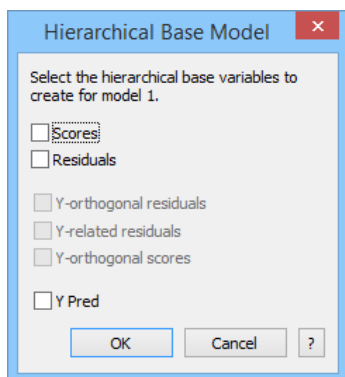 Hierarchical Base Model
Select the hierarchical base variables to
create for model 1.
Scores
Residuals
Y-orthogonal residuals
Y-related residuals
Y-orthogonal scores
Y Pred
OK Cancel ?